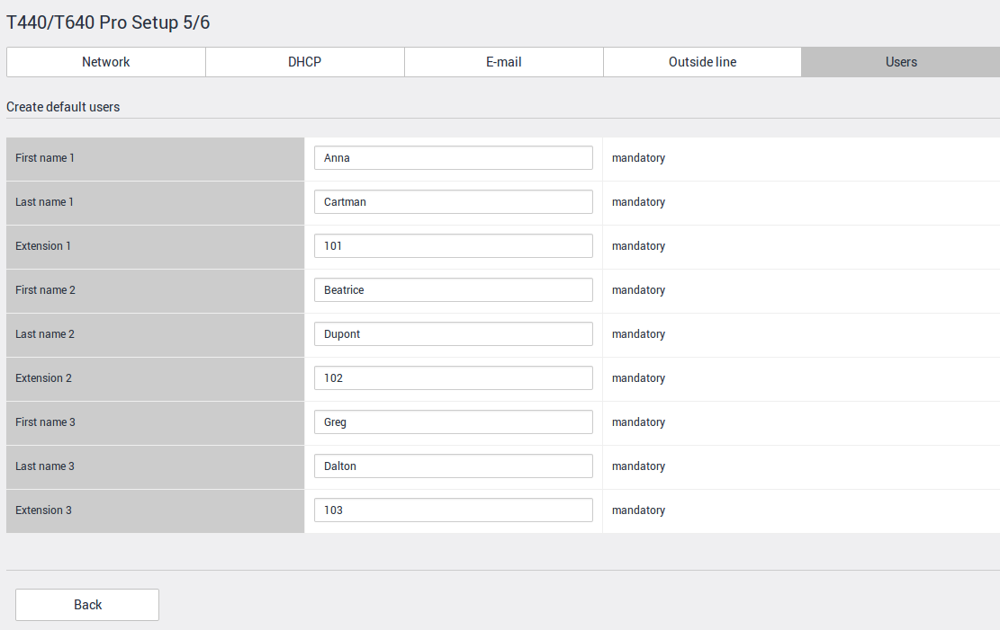 T440/T640 Pro Setup 5/6
Network DHCP E-mail Outside line Users
Create default users
First name 1 Anna mandatory
Last name 1 Cartman mandatory
Extension 1 101 mandatory
First name 2 Beatrice mandatory
Last name 2 Dupont mandatory
Extension 2 102 mandatory
First name 3 Greg mandatory
Last name 3 Dalton mandatory
Extension 3 103 mandatory
Back